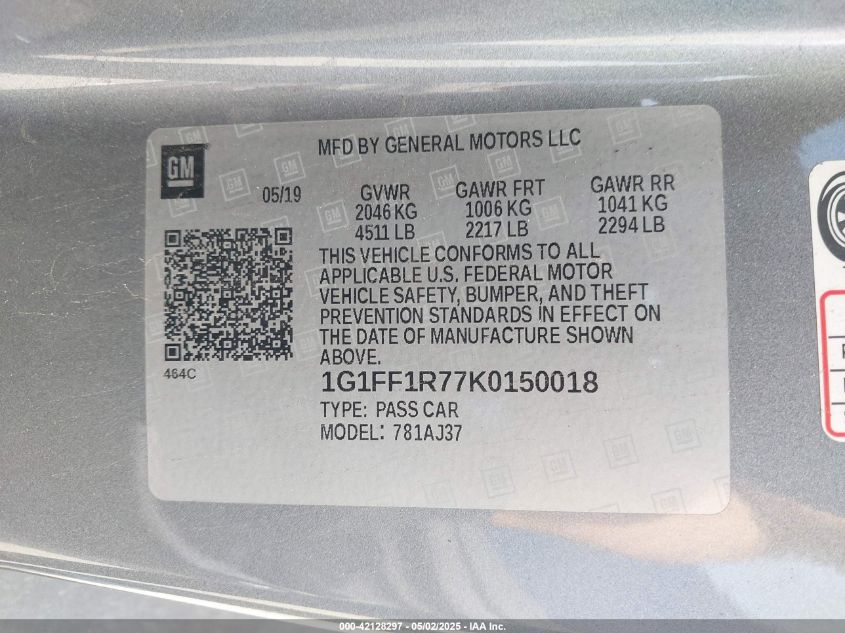 MFD BY GENERAL MOTORS LLC
GM
05/19
GVWR GAWR FRT GAWR RR
2046 KG 1006 KG 1041 KG
4511 LB 2217 LB 2294 LB
THIS VEHICLE CONFORMS TO ALL
APPLICABLE U.S. FEDERAL MOTOR
VEHICLE SAFETY, BUMPER, AND THEFT
PREVENTION STANDARDS IN EFFECT ON
THE DATE OF MANUFACTURE SHOWN
ABOVE.
464C
1G1FF1R77K0150018
TYPE: PASS CAR
MODEL: 781AJ37
000-42128297 - 05/02/2025 - IAA Inc.